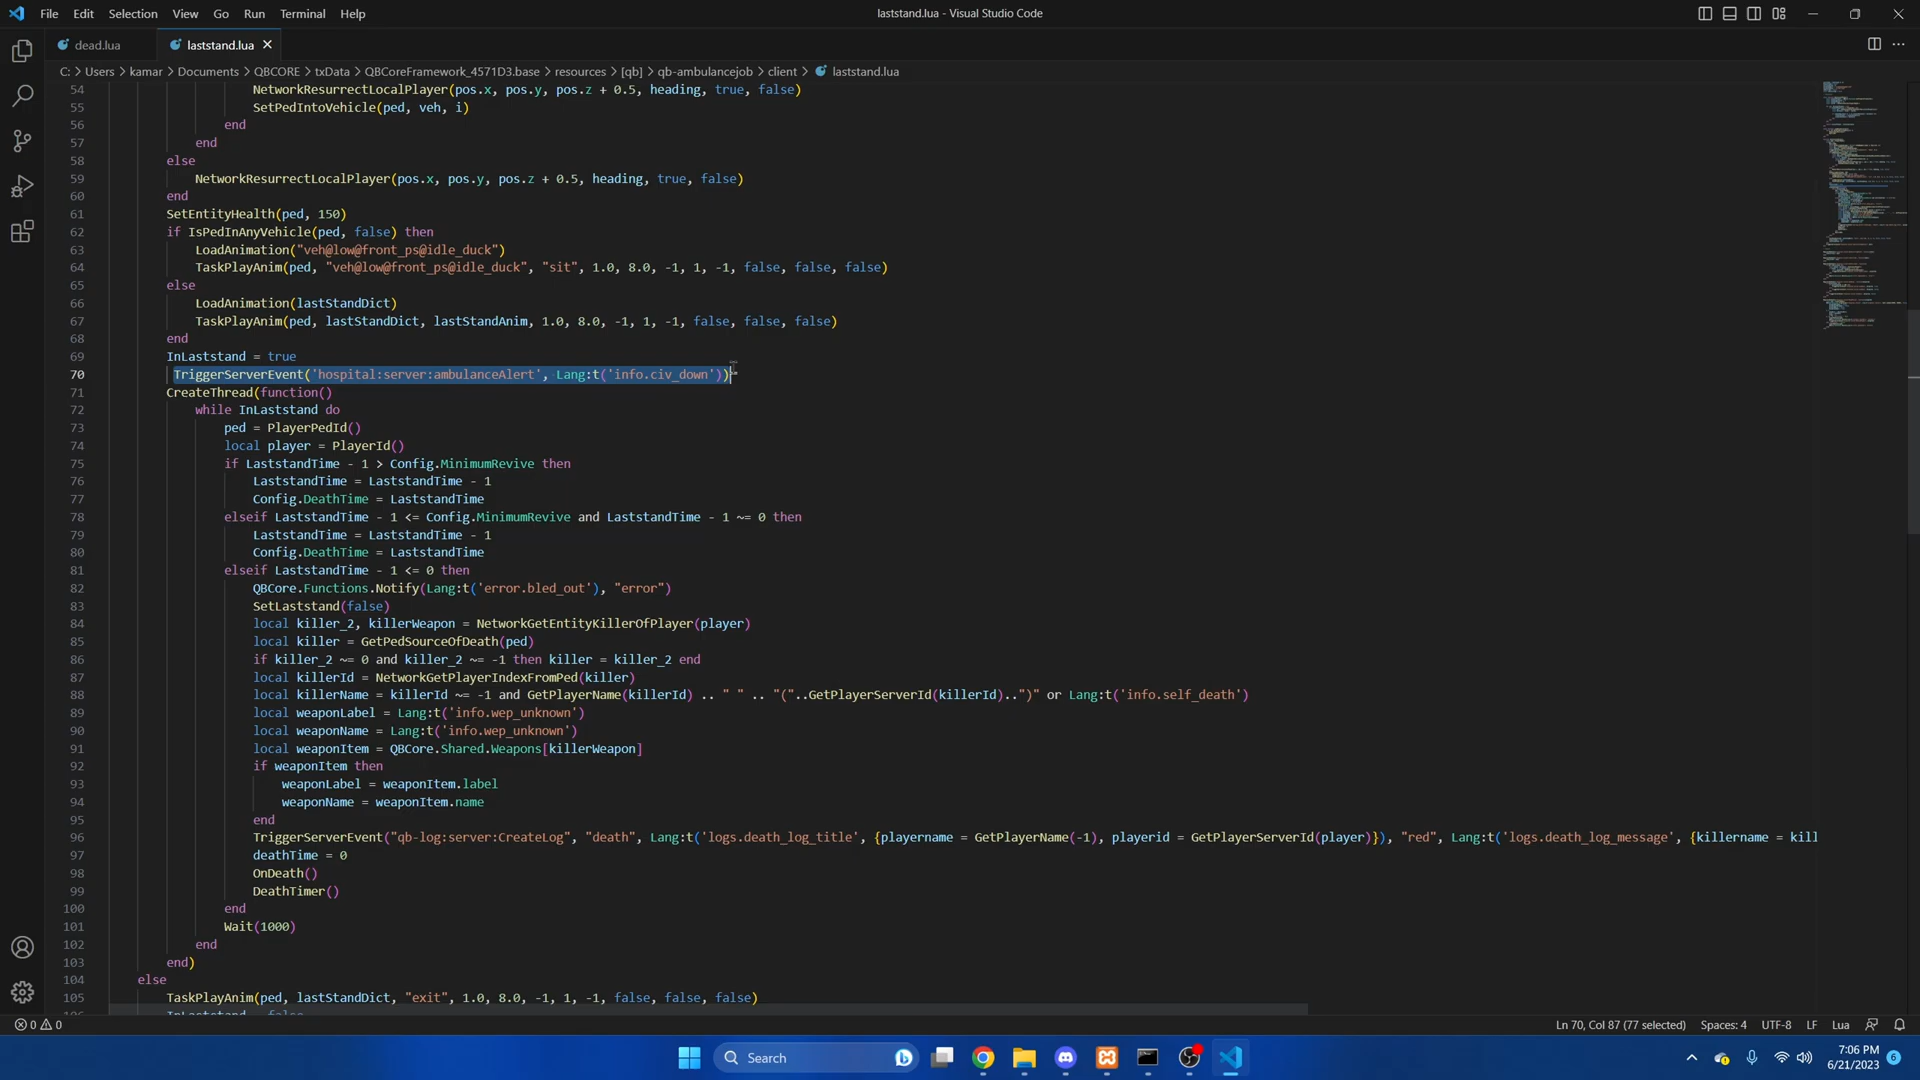 File Edit Selection View Go Run Terminal Help
laststand.lua - Visual Studio Code
dead.lua laststand.lua
C: > Users > kamar > Documents > QBCORE > txData > QBCoreFramework_4571D3.base > resources > [qb] > qb-ambulancejob > client > laststand.lua
54 NetworkResurrectLocalPlayer(pos.x, pos.y, pos.z + 0.5, heading, true, false)
55 SetPedIntoVehicle(ped, veh, i)
56 end
57 end
58 else
59 NetworkResurrectLocalPlayer(pos.x, pos.y, pos.z + 0.5, heading, true, false)
60 end
61 SetEntityHealth(ped, 150)
62 if IsPedInAnyVehicle(ped, false) then
63 LoadAnimation("veh@low@front_ps@idle_duck")
64 TaskPlayAnim(ped, "veh@low@front_ps@idle_duck", "sit", 1.0, 8.0, -1, 1, -1, false, false, false)
65 else
66 LoadAnimation(lastStandDict)
67 TaskPlayAnim(ped, lastStandDict, lastStandAnim, 1.0, 8.0, -1, 1, -1, false, false, false)
68 end
69 InLaststand = true
70 TriggerServerEvent('hospital:server:ambulanceAlert', Lang:t('info.civ_down'))
71 CreateThread(function()
72 while InLaststand do
73 ped = PlayerPedId()
74 local player = PlayerId()
75 if LaststandTime - 1 > Config.MinimumRevive then
76 LaststandTime = LaststandTime - 1
77 Config.DeathTime = LaststandTime
78 elseif LaststandTime - 1 <= Config.MinimumRevive and LaststandTime - 1 ~= 0 then
79 LaststandTime = LaststandTime - 1
80 Config.DeathTime = LaststandTime
81 elseif LaststandTime - 1 <= 0 then
82 QBCore.Functions.Notify(Lang:t('error.bled_out'), "error")
83 SetLaststand(false)
84 local killer_2, killerWeapon = NetworkGetEntityKillerOfPlayer(player)
85 local killer = GetPedSourceOfDeath(ped)
86 if killer_2 ~= 0 and killer_2 ~= -1 then killer = killer_2 end
87 local killerId = NetworkGetPlayerIndexFromPed(killer)
88 local killerName = killerId ~= -1 and GetPlayerName(killerId) .. " " .. "("..GetPlayerServerId(killerId)..")" or Lang:t('info.self_death')
89 local weaponLabel = Lang:t('info.wep_unknown')
90 local weaponName = Lang:t('info.wep_unknown')
91 local weaponItem = QBCore.Shared.Weapons[killerWeapon]
92 if weaponItem then
93 weaponLabel = weaponItem.label
94 weaponName = weaponItem.name
95 end
96 TriggerServerEvent("qb-log:server:CreateLog", "death", Lang:t('logs.death_log_title', {playername = GetPlayerName(-1), playerid = GetPlayerServerId(player)}), "red", Lang:t('logs.death_log_message', {killername = kill
97 deathTime = 0
98 OnDeath()
99 DeathTimer()
100 end
101 Wait(1000)
102 end
103 end)
104 else
105 TaskPlayAnim(ped, lastStandDict, "exit", 1.0, 8.0, -1, 1, -1, false, false, false)
0 0 Ln 70, Col 87 (77 selected) Spaces: 4 UTF-8 LF Lua
Search
7:06 PM
6/21/2023
6